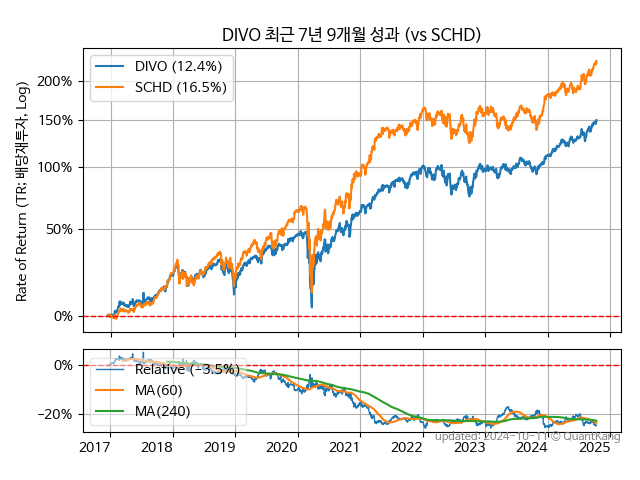 DIVO 최근 7년 9개월 성과 (vs SCHD)
Rate of Return (TR: 배당재투자, Log)
DIVO (12.4%)
SCHD (16.5%)
200%
150%
100%
50%
0%
0%
−20%
Relative (−3.5%)
MA(60)
MA(240)
updated: 2024-10-11 © QuantKang
2017 2018 2019 2020 2021 2022 2023 2024 2025